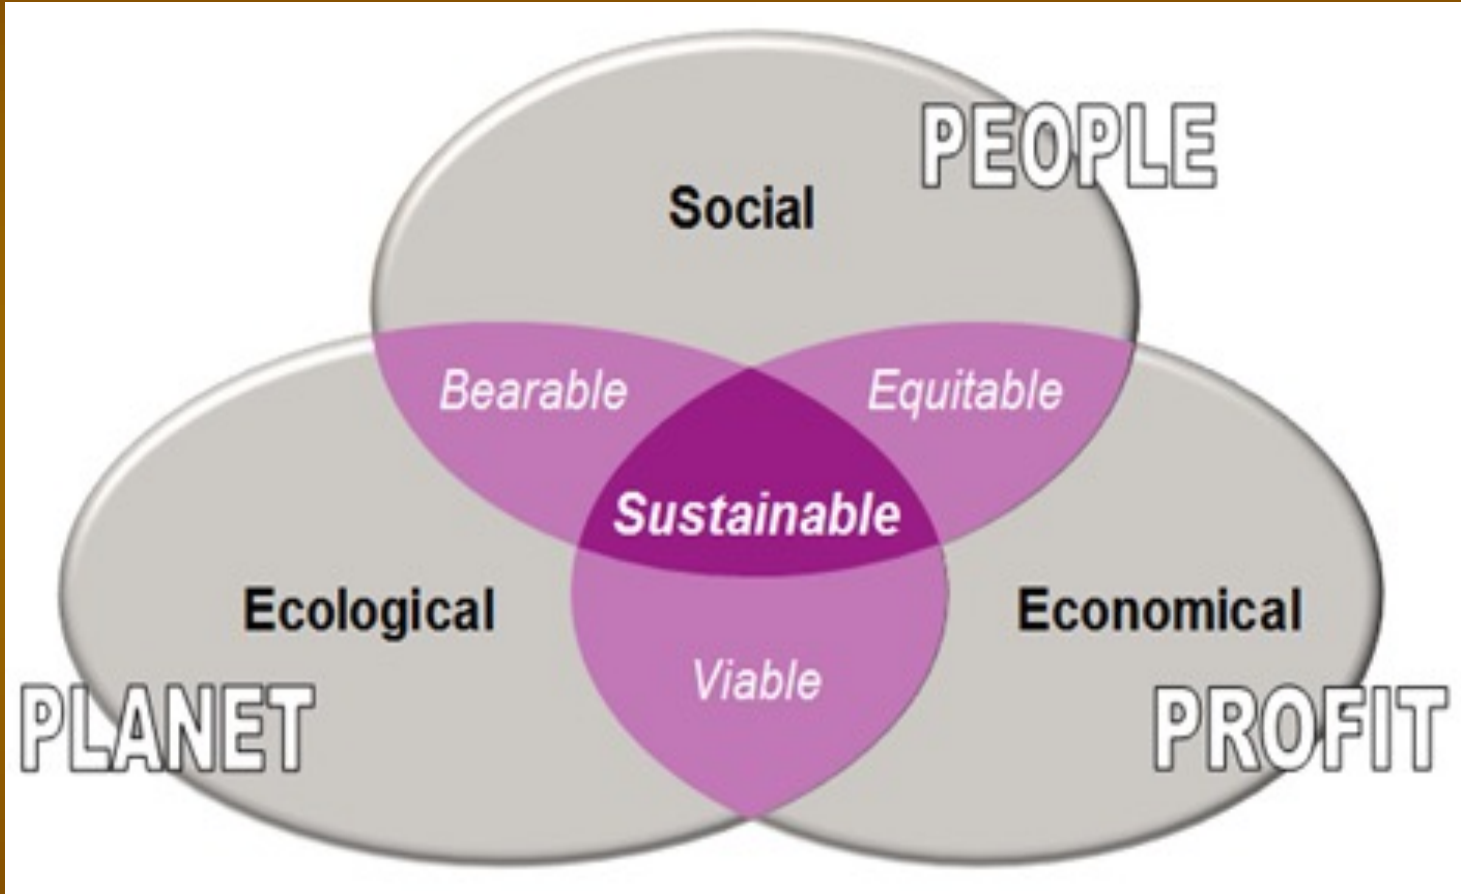 PEOPLE
Social
Bearable
Equitable
Sustainable
Ecological
Economical
Viable
PLANET
PROFIT